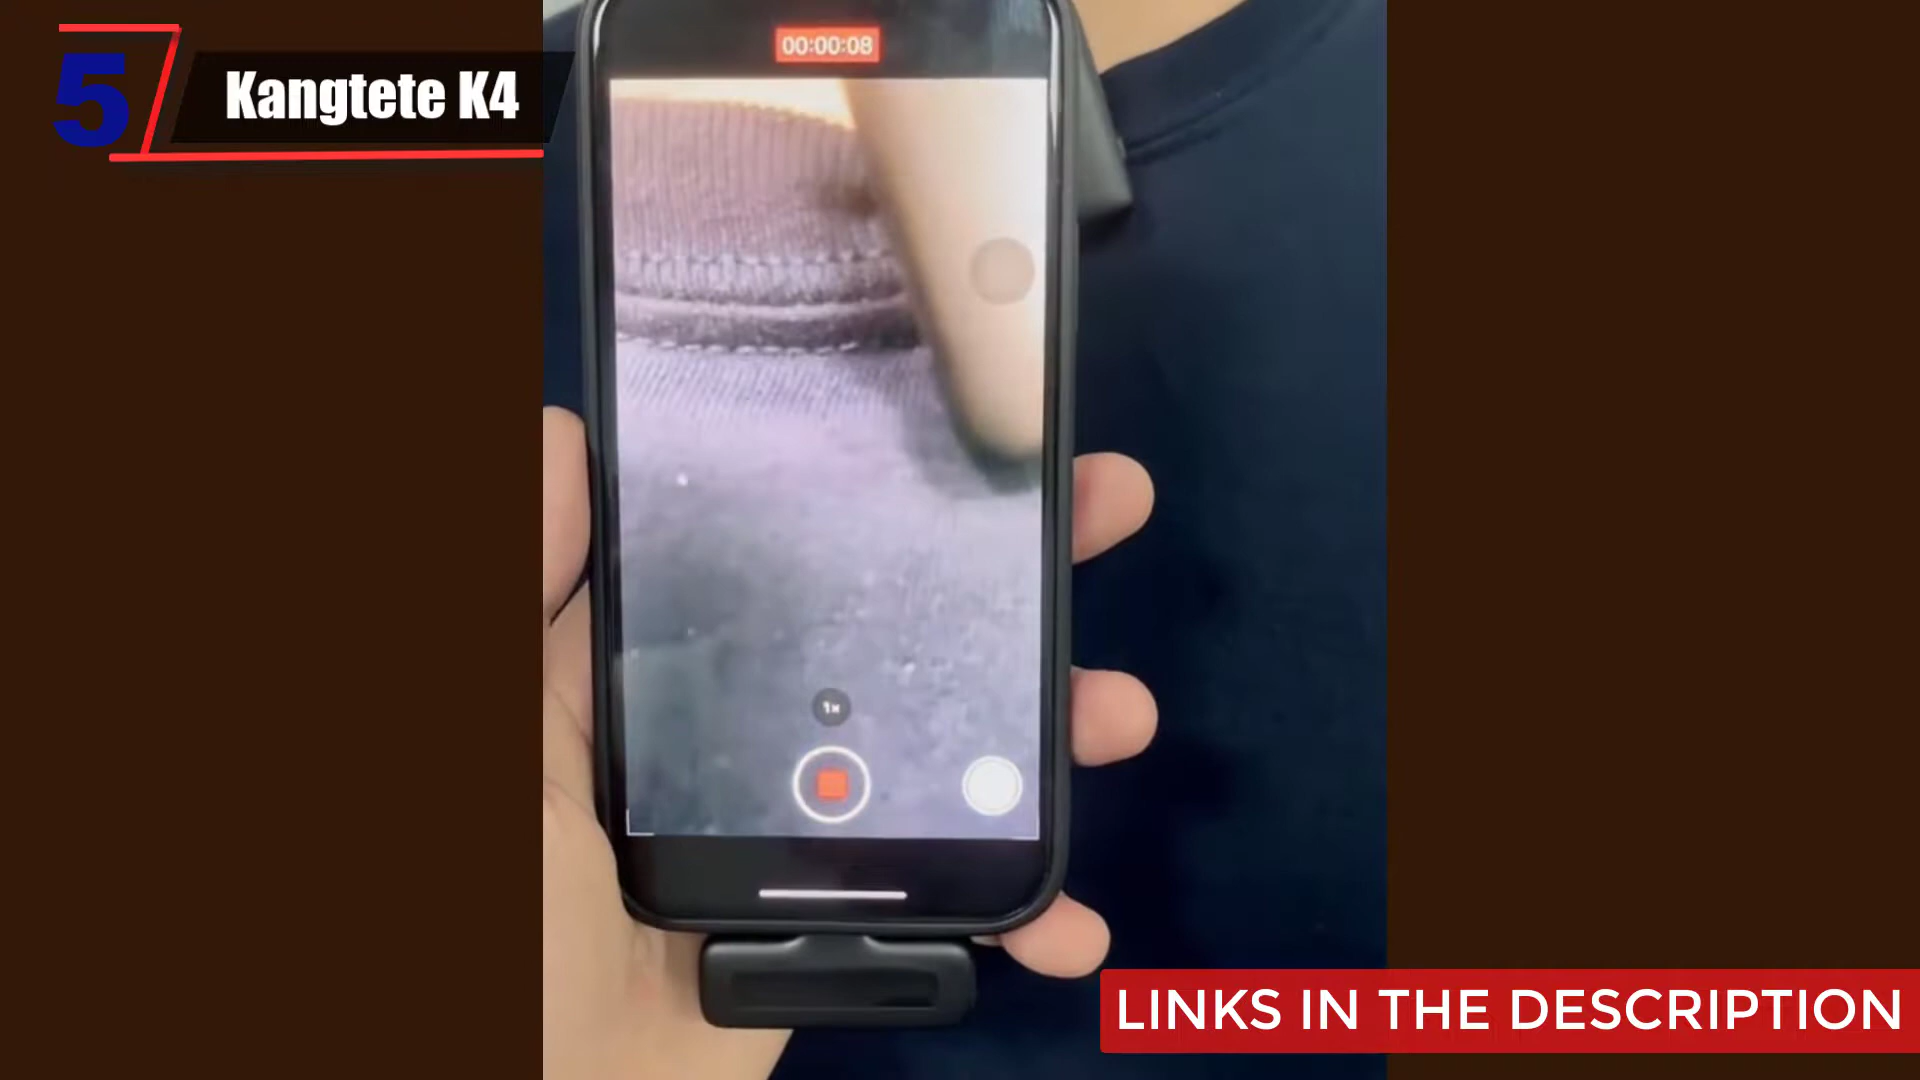 5
Kangtete K4
00:00:08
1x
LINKS IN THE DESCRIPTION